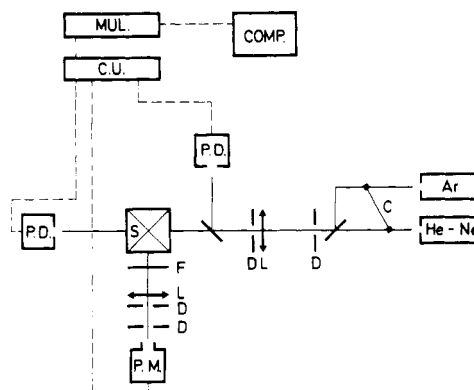 MUL.
COMP.
C.U.
P.D.
Ar
C
P.D.
S
D L
D
He - Ne
F
L
D
D
P.M.